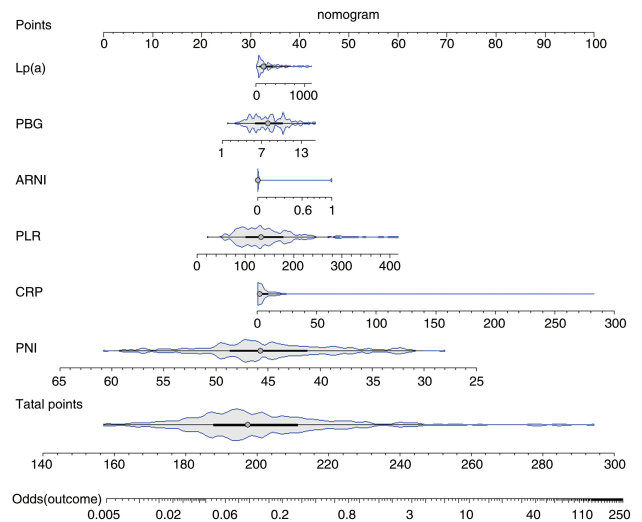 nomogram
Points
0 10 20 30 40 50 60 70 80 90 100
Lp(a)
0 1000
PBG
1 7 13
ARNI
0 0.6 1
PLR
0 100 200 300 400
CRP
0 50 100 150 200 250 300
PNI
65 60 55 50 45 40 35 30 25
Tatal points
140 160 180 200 220 240 260 280 300
Odds(outcome)
0.005 0.02 0.06 0.2 0.8 3 10 40 110 250